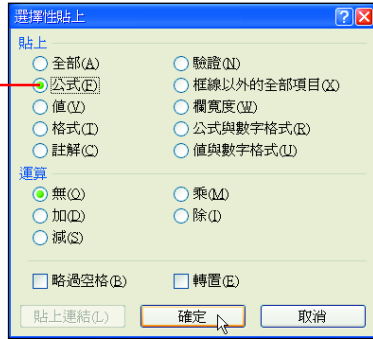 選擇性貼上
貼上
全部(A) 驗證(N)
公式(F) 框線以外的全部項目(X)
值(V) 欄寬度(W)
格式(T) 公式與數字格式(R)
註解(C) 值與數字格式(U)
運算
無(O) 乘(M)
加(D) 除(I)
減(S)
略過空格(B) 轉置(E)
貼上連結(L) 確定 取消